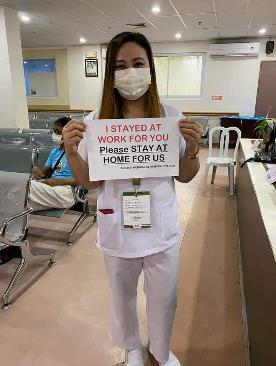 I STAYED AT
WORK FOR YOU
Please STAY AT
HOME FOR US